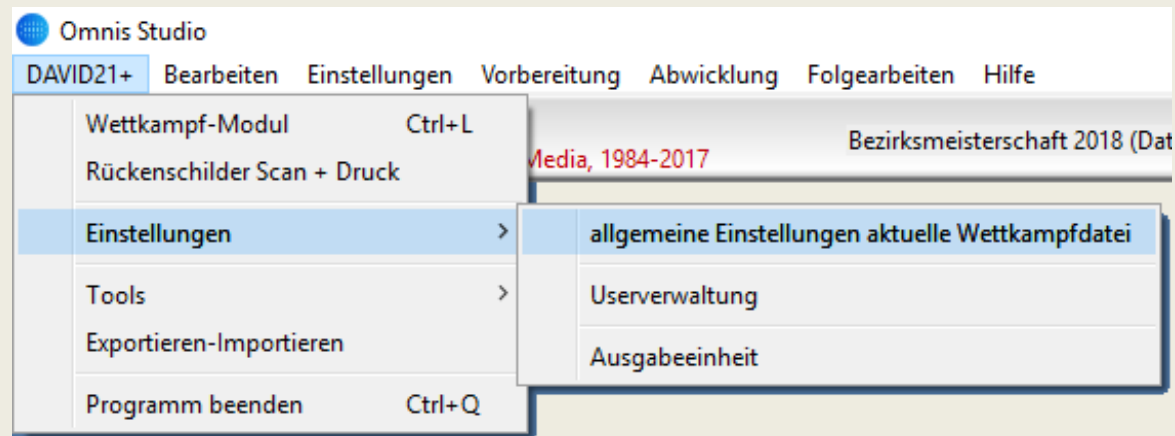 Omnis Studio
DAVID21+ Bearbeiten Einstellungen Vorbereitung Abwicklung Folgearbeiten Hilfe
Wettkampf-Modul Ctrl+L
Bezirksmeisterschaft 2018 (Dat
Media, 1984-2017
Rückenschilder Scan + Druck
Einstellungen > allgemeine Einstellungen aktuelle Wettkampfdatei
Tools >
Userverwaltung
Exportieren-Importieren
Ausgabeeinheit
Programm beenden Ctrl+Q